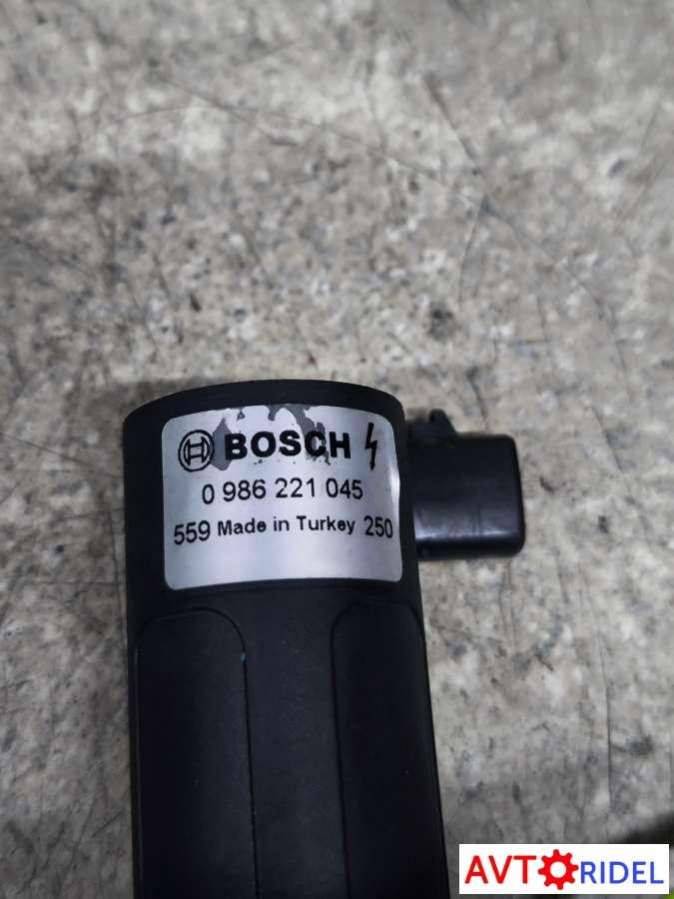 BOSCH
0 986 221 045
559 Made in Turkey 250
AVTORIDEL